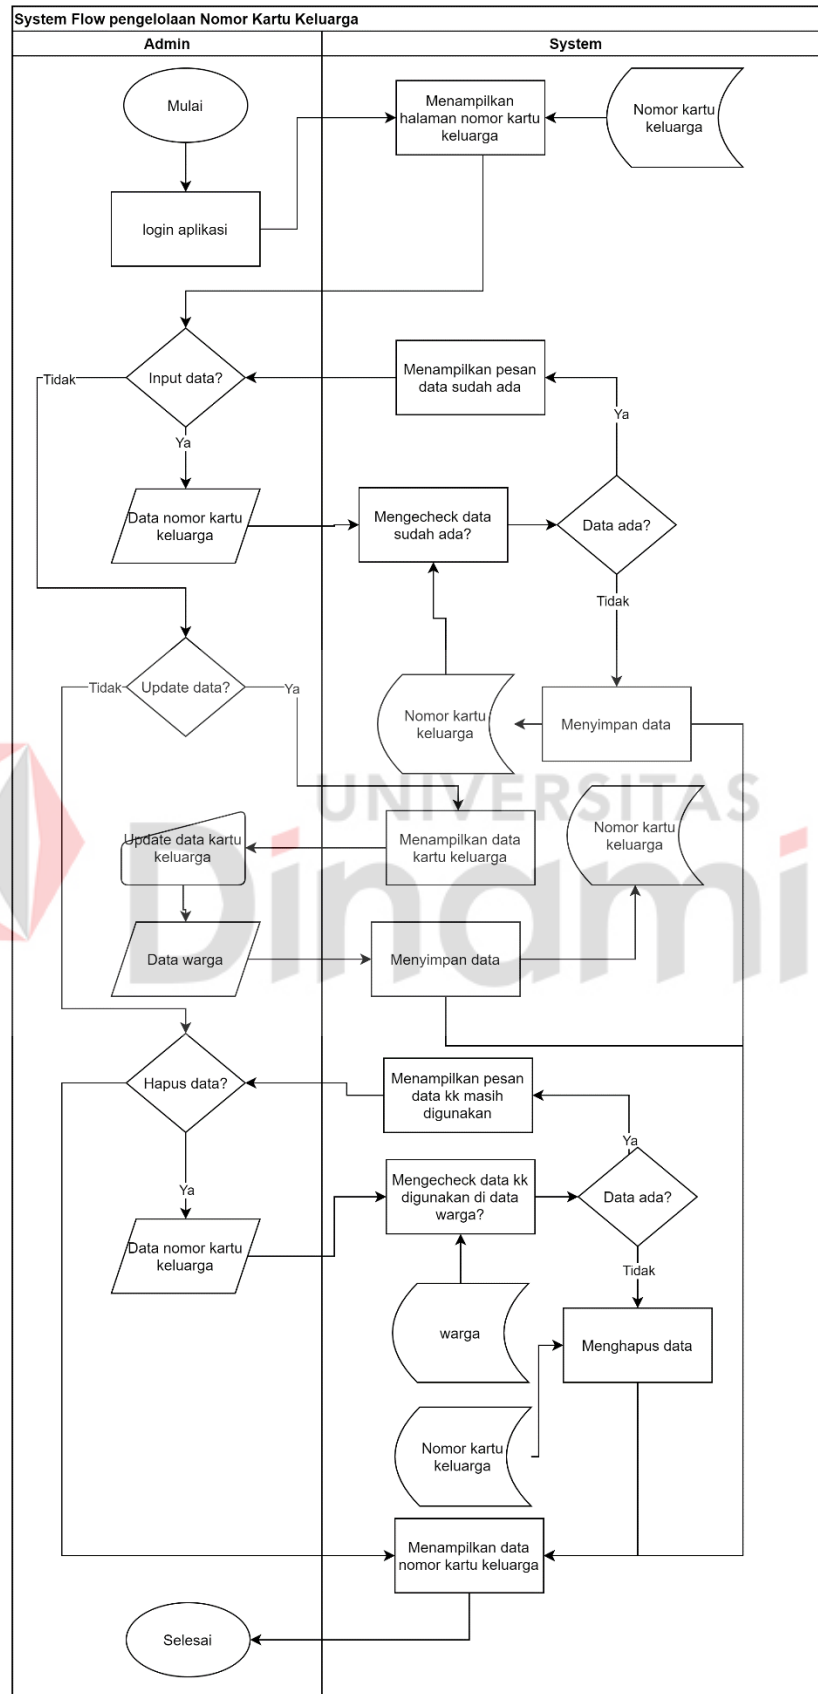 System Flow pengelolaan Nomor Kartu Keluarga
Admin
System
Mulai
Menampilkan
halaman nomor kartu
keluarga
Nomor kartu
keluarga
login aplikasi
Input data?
Tidak
Ya
Menampilkan pesan
data sudah ada
Ya
Data nomor kartu
keluarga
Mengecheck data
sudah ada?
Data ada?
Tidak
Update data?
Tidak
Ya
Nomor kartu
keluarga
Menyimpan data
UNIVERSITAS
Dinami
Update data kartu
keluarga
Menampilkan data
kartu keluarga
Nomor kartu
keluarga
Data warga
Menyimpan data
Hapus data?
Menampilkan pesan
data kk masih
digunakan
Ya
Ya
Mengecheck data kk
digunakan di data
warga?
Data ada?
Data nomor kartu
keluarga
Tidak
warga
Menghapus data
Nomor kartu
keluarga
Menampilkan data
nomor kartu keluarga
Selesai